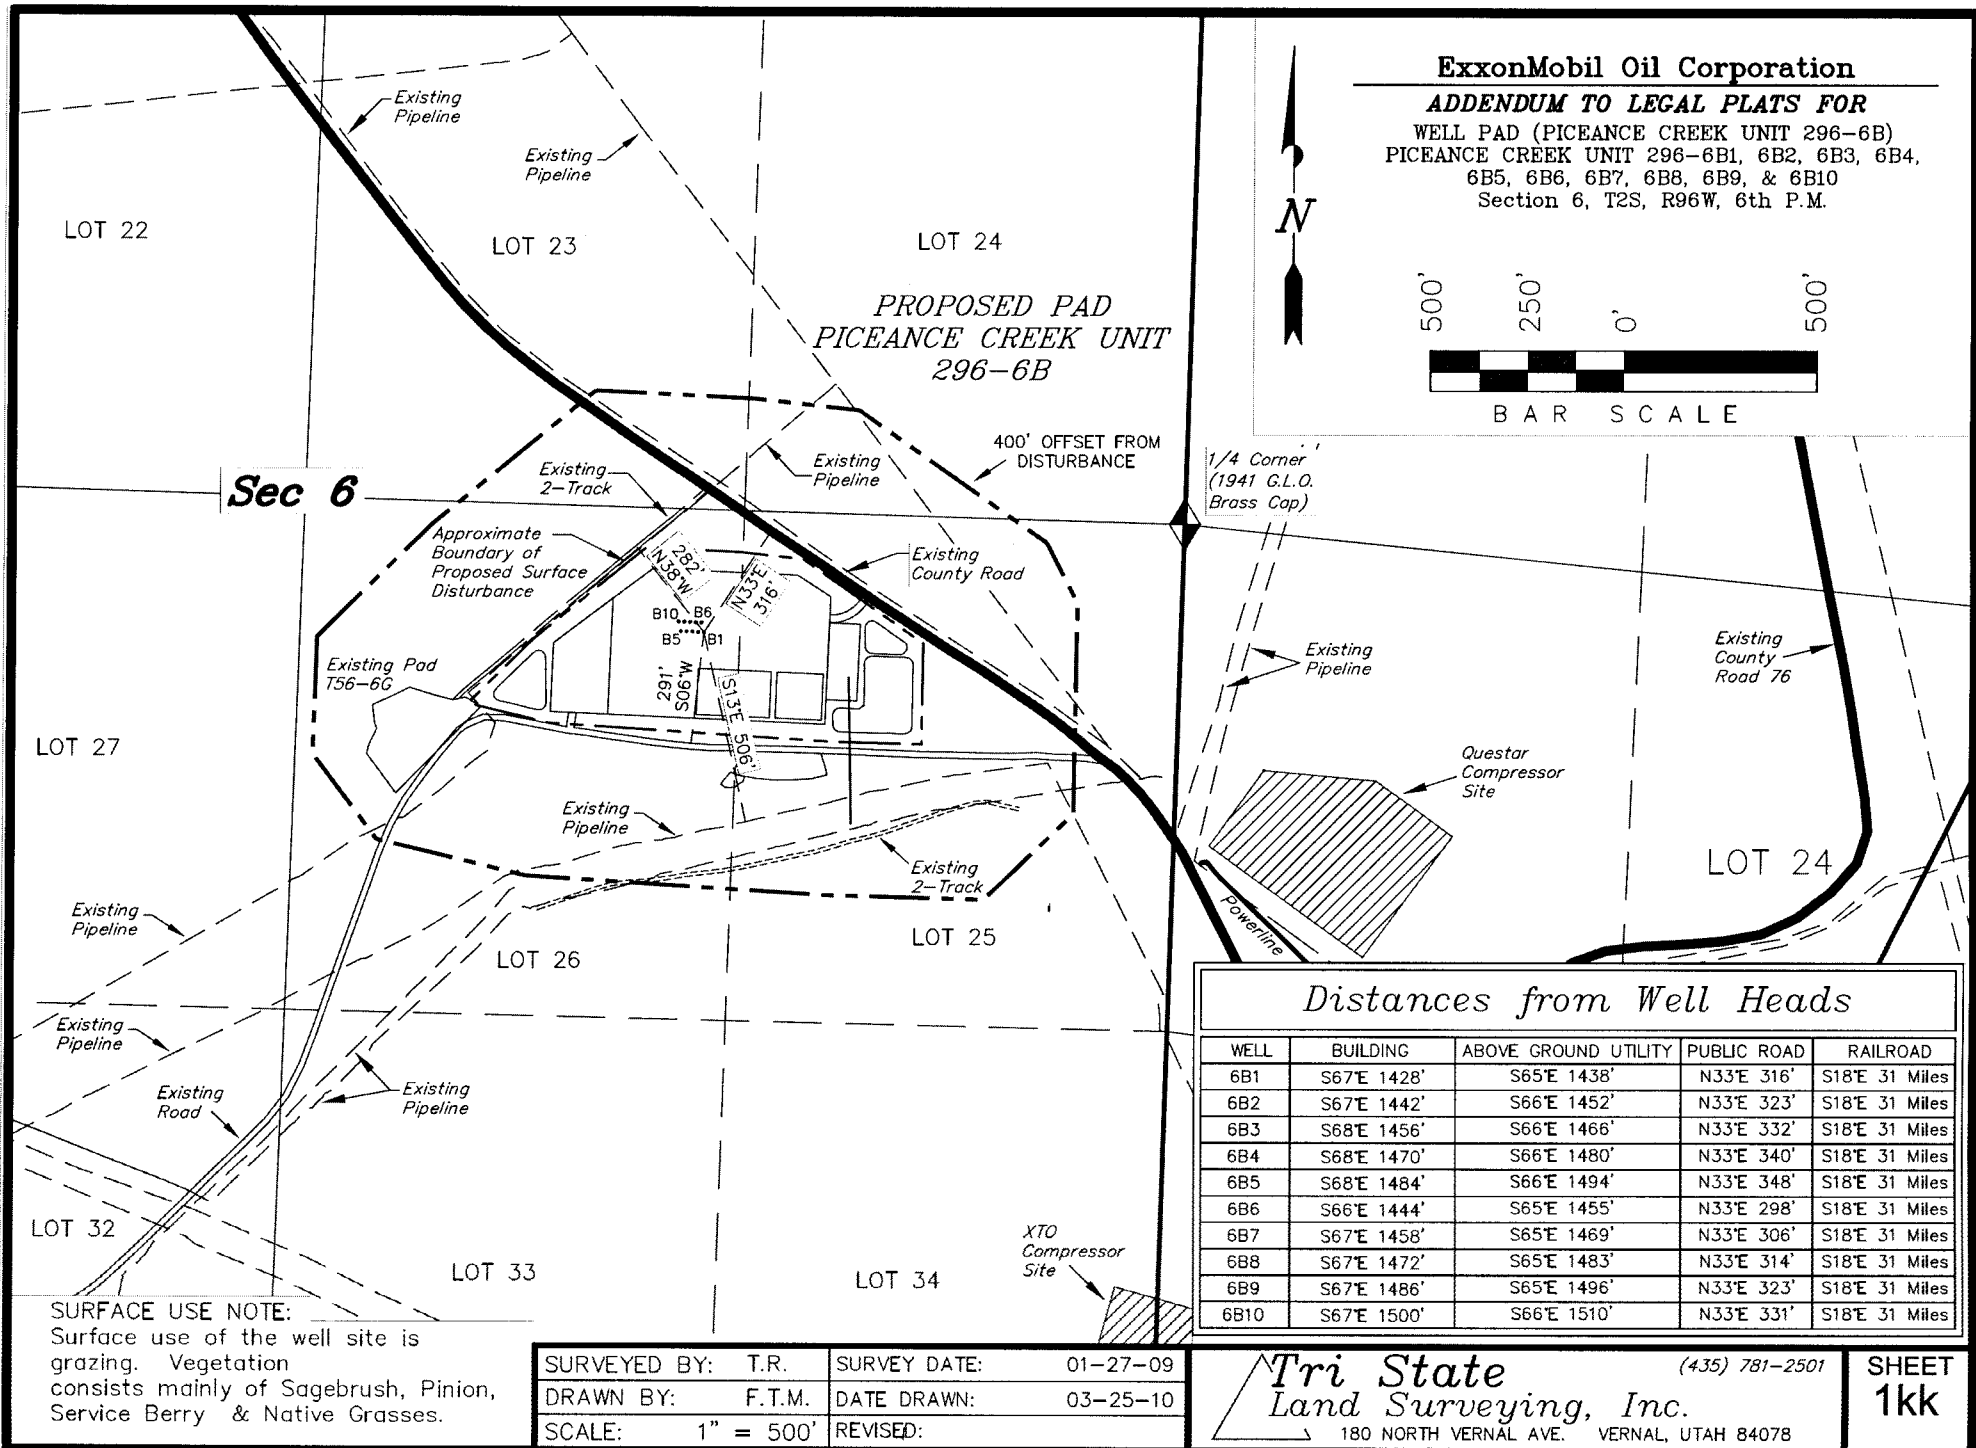 ExxonMobil Oil Corporation
ADDENDUM TO LEGAL PLATS FOR
WELL PAD (PICEANCE CREEK UNIT 296-6B)
PICEANCE CREEK UNIT 296-6B1, 6B2, 6B3, 6B4,
6B5, 6B6, 6B7, 6B8, 6B9, & 6B10
Section 6, T2S, R96W, 6th P.M.
N
500' 250' 0' 500'
BAR SCALE
Existing
Pipeline
Existing
Pipeline
LOT 22
LOT 23
LOT 24
PROPOSED PAD
PICEANCE CREEK UNIT
296-6B
400' OFFSET FROM
DISTURBANCE
1/4 Corner
(1941 G.L.O.
Brass Cap)
Sec 6
Existing
2-Track
Existing
Pipeline
Approximate
Boundary of
Proposed Surface
Disturbance
282'
N38°W
N33°E
316'
Existing
County Road
B10 B6
B5 B1
291'
S06°W
S13°E 506'
Existing Pad
T56-6G
Existing
Pipeline
Existing
County
Road 76
LOT 27
Questar
Compressor
Site
Existing
Pipeline
Existing
2-Track
LOT 24
Powerline
Existing
Pipeline
LOT 26
LOT 25
Existing
Pipeline
Existing
Road
Existing
Pipeline
LOT 32
LOT 33
LOT 34
XTO
Compressor
Site
Distances from Well Heads
WELL BUILDING ABOVE GROUND UTILITY PUBLIC ROAD RAILROAD
6B1 S67°E 1428' S65°E 1438' N33°E 316' S18°E 31 Miles
6B2 S67°E 1442' S66°E 1452' N33°E 323' S18°E 31 Miles
6B3 S68°E 1456' S66°E 1466' N33°E 332' S18°E 31 Miles
6B4 S68°E 1470' S66°E 1480' N33°E 340' S18°E 31 Miles
6B5 S68°E 1484' S66°E 1494' N33°E 348' S18°E 31 Miles
6B6 S66°E 1444' S65°E 1455' N33°E 298' S18°E 31 Miles
6B7 S67°E 1458' S65°E 1469' N33°E 306' S18°E 31 Miles
6B8 S67°E 1472' S65°E 1483' N33°E 314' S18°E 31 Miles
6B9 S67°E 1486' S65°E 1496' N33°E 323' S18°E 31 Miles
6B10 S67°E 1500' S66°E 1510' N33°E 331' S18°E 31 Miles
SURFACE USE NOTE:
Surface use of the well site is
grazing. Vegetation
consists mainly of Sagebrush, Pinion,
Service Berry & Native Grasses.
SURVEYED BY: T.R. SURVEY DATE: 01-27-09
DRAWN BY: F.T.M. DATE DRAWN: 03-25-10
SCALE: 1" = 500' REVISED:
Tri State (435) 781-2501
Land Surveying, Inc.
180 NORTH VERNAL AVE. VERNAL, UTAH 84078
SHEET
1kk